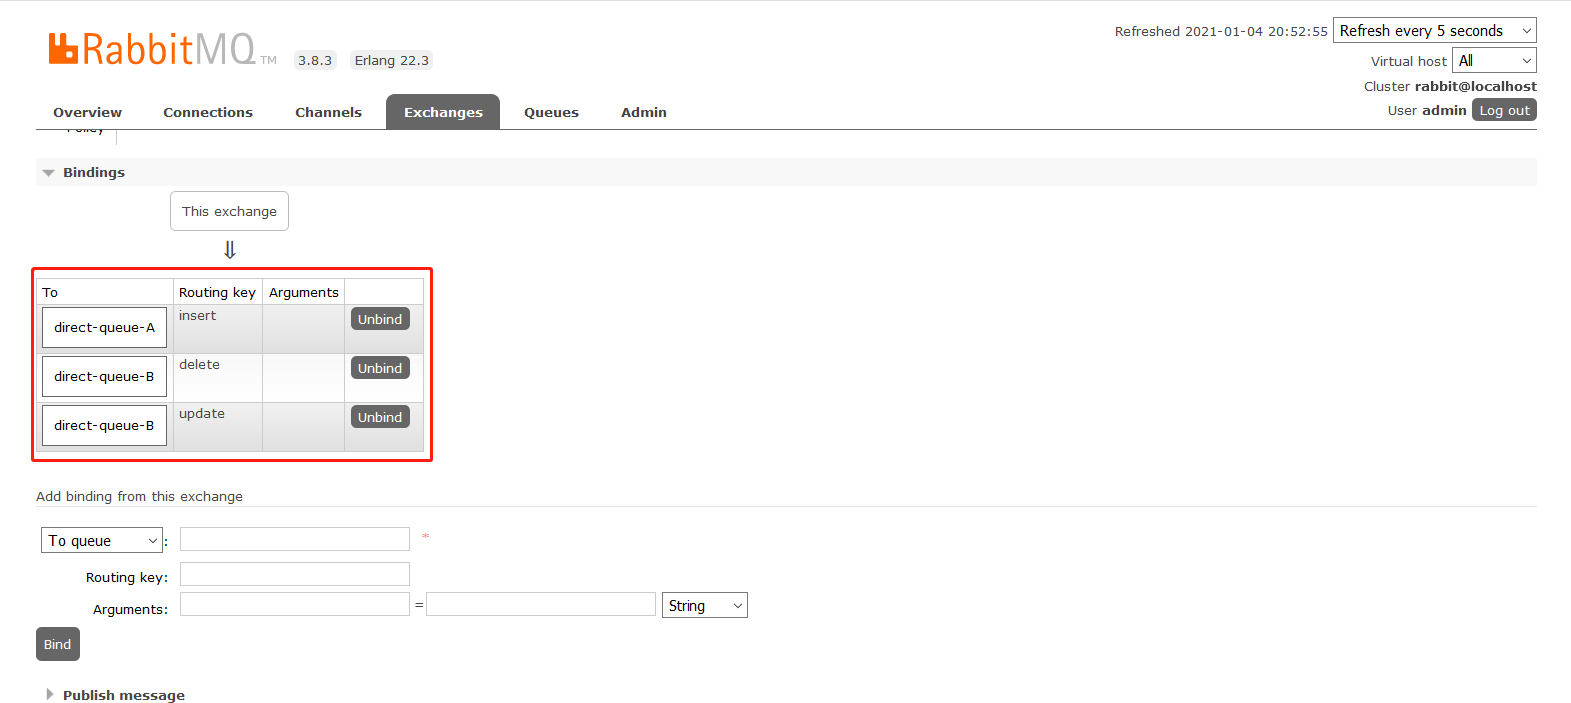 RabbitMQ TM 3.8.3 Erlang 22.3
Refreshed 2021-01-04 20:52:55 Refresh every 5 seconds
Virtual host All
Cluster rabbit@localhost
User admin Log out
Overview Connections Channels Exchanges Queues Admin
Policy
Bindings
This exchange
⇓
To Routing key Arguments
direct-queue-A insert Unbind
direct-queue-B delete Unbind
direct-queue-B update Unbind
Add binding from this exchange
To queue : *
Routing key:
Arguments: = String
Bind
Publish message